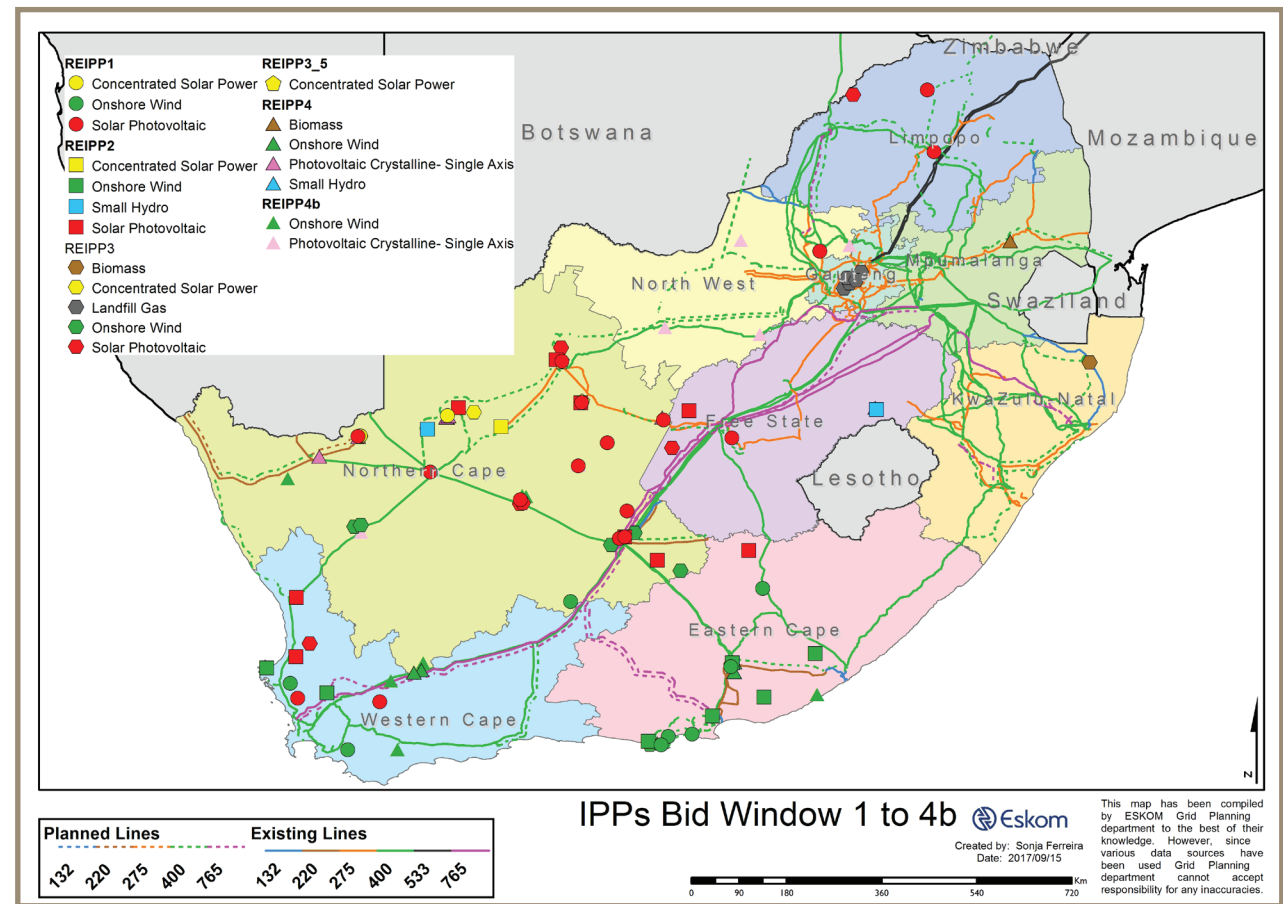 REIPP1
Concentrated Solar Power
Onshore Wind
Solar Photovoltaic
REIPP2
Concentrated Solar Power
Onshore Wind
Small Hydro
Solar Photovoltaic
REIPP3
Biomass
Concentrated Solar Power
Landfill Gas
Onshore Wind
Solar Photovoltaic
REIPP3_5
Concentrated Solar Power
REIPP4
Biomass
Onshore Wind
Photovoltaic Crystalline- Single Axis
Small Hydro
REIPP4b
Onshore Wind
Photovoltaic Crystalline- Single Axis
Zimbabwe
Botswana
Mozambique
Limpopo
North West
Gauteng
Mpumalanga
Swaziland
KwaZulu-Natal
Free State
Lesotho
Northern Cape
Eastern Cape
Western Cape
N
Planned Lines
132 220 275 400 765
Existing Lines
132 220 275 400 533 765
IPPs Bid Window 1 to 4b
Eskom
Created by: Sonja Ferreira
Date: 2017/09/15
Km
0 90 180 360 540 720
This map has been compiled
by ESKOM Grid Planning
department to the best of their
knowledge. However, since
various data sources have
been used Grid Planning
department cannot accept
responsibility for any inaccuracies.